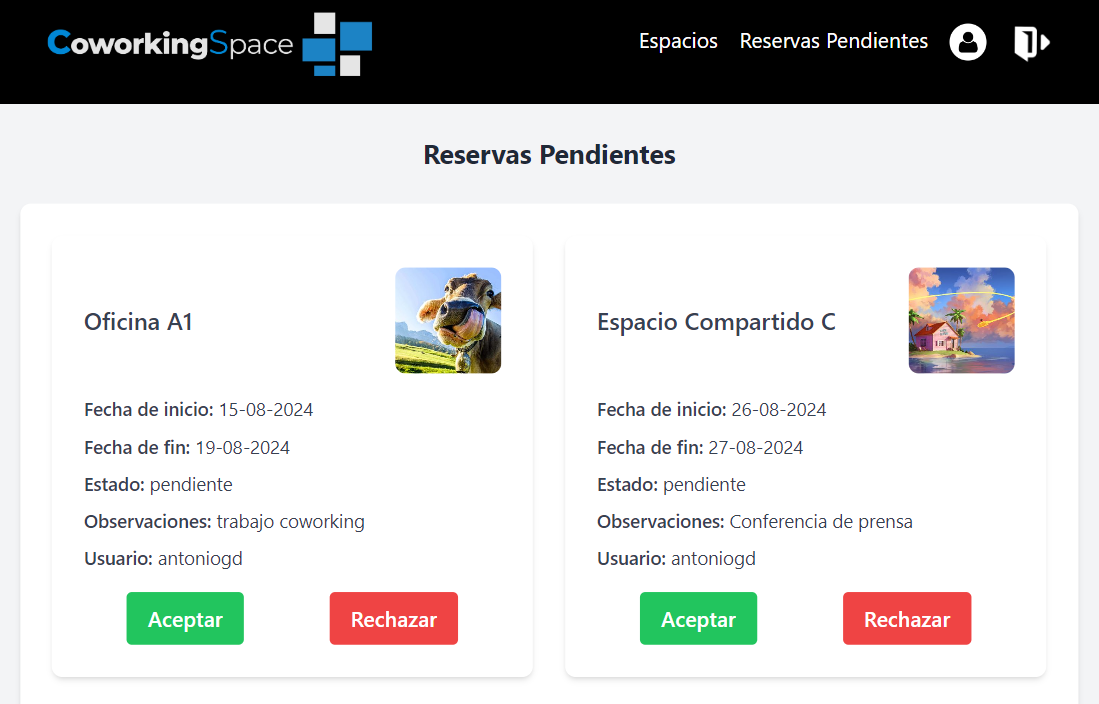 CoworkingSpace
Espacios
Reservas Pendientes
Reservas Pendientes
Oficina A1
Fecha de inicio: 15-08-2024
Fecha de fin: 19-08-2024
Estado: pendiente
Observaciones: trabajo coworking
Usuario: antoniogd
Aceptar
Rechazar
Espacio Compartido C
Fecha de inicio: 26-08-2024
Fecha de fin: 27-08-2024
Estado: pendiente
Observaciones: Conferencia de prensa
Usuario: antoniogd
Aceptar
Rechazar